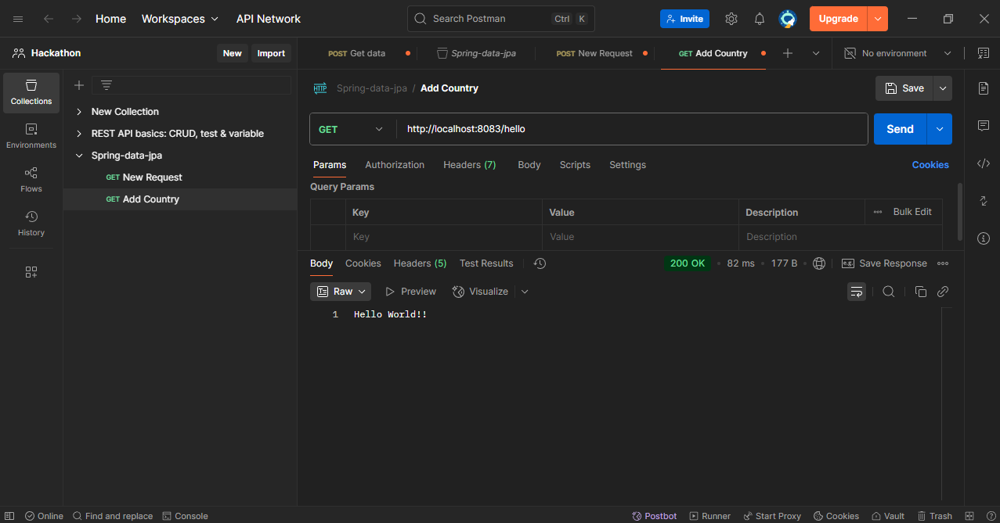 Home Workspaces API Network Search Postman Ctrl K Invite Upgrade
Hackathon New Import POST Get data Spring-data-jpa POST New Request GET Add Country No environment
Collections
Environments
Flows
History
New Collection
REST API basics: CRUD, test & variable
Spring-data-jpa
GET New Request
GET Add Country
HTTP Spring-data-jpa / Add Country Save
GET http://localhost:8083/hello Send
Params Authorization Headers (7) Body Scripts Settings Cookies
Query Params
Key Value Description Bulk Edit
Key Value Description
Body Cookies Headers (5) Test Results 200 OK 82 ms 177 B e.g. Save Response
Raw Preview Visualize
1 Hello World!!
Online Find and replace Console Postbot Runner Start Proxy Cookies Vault Trash